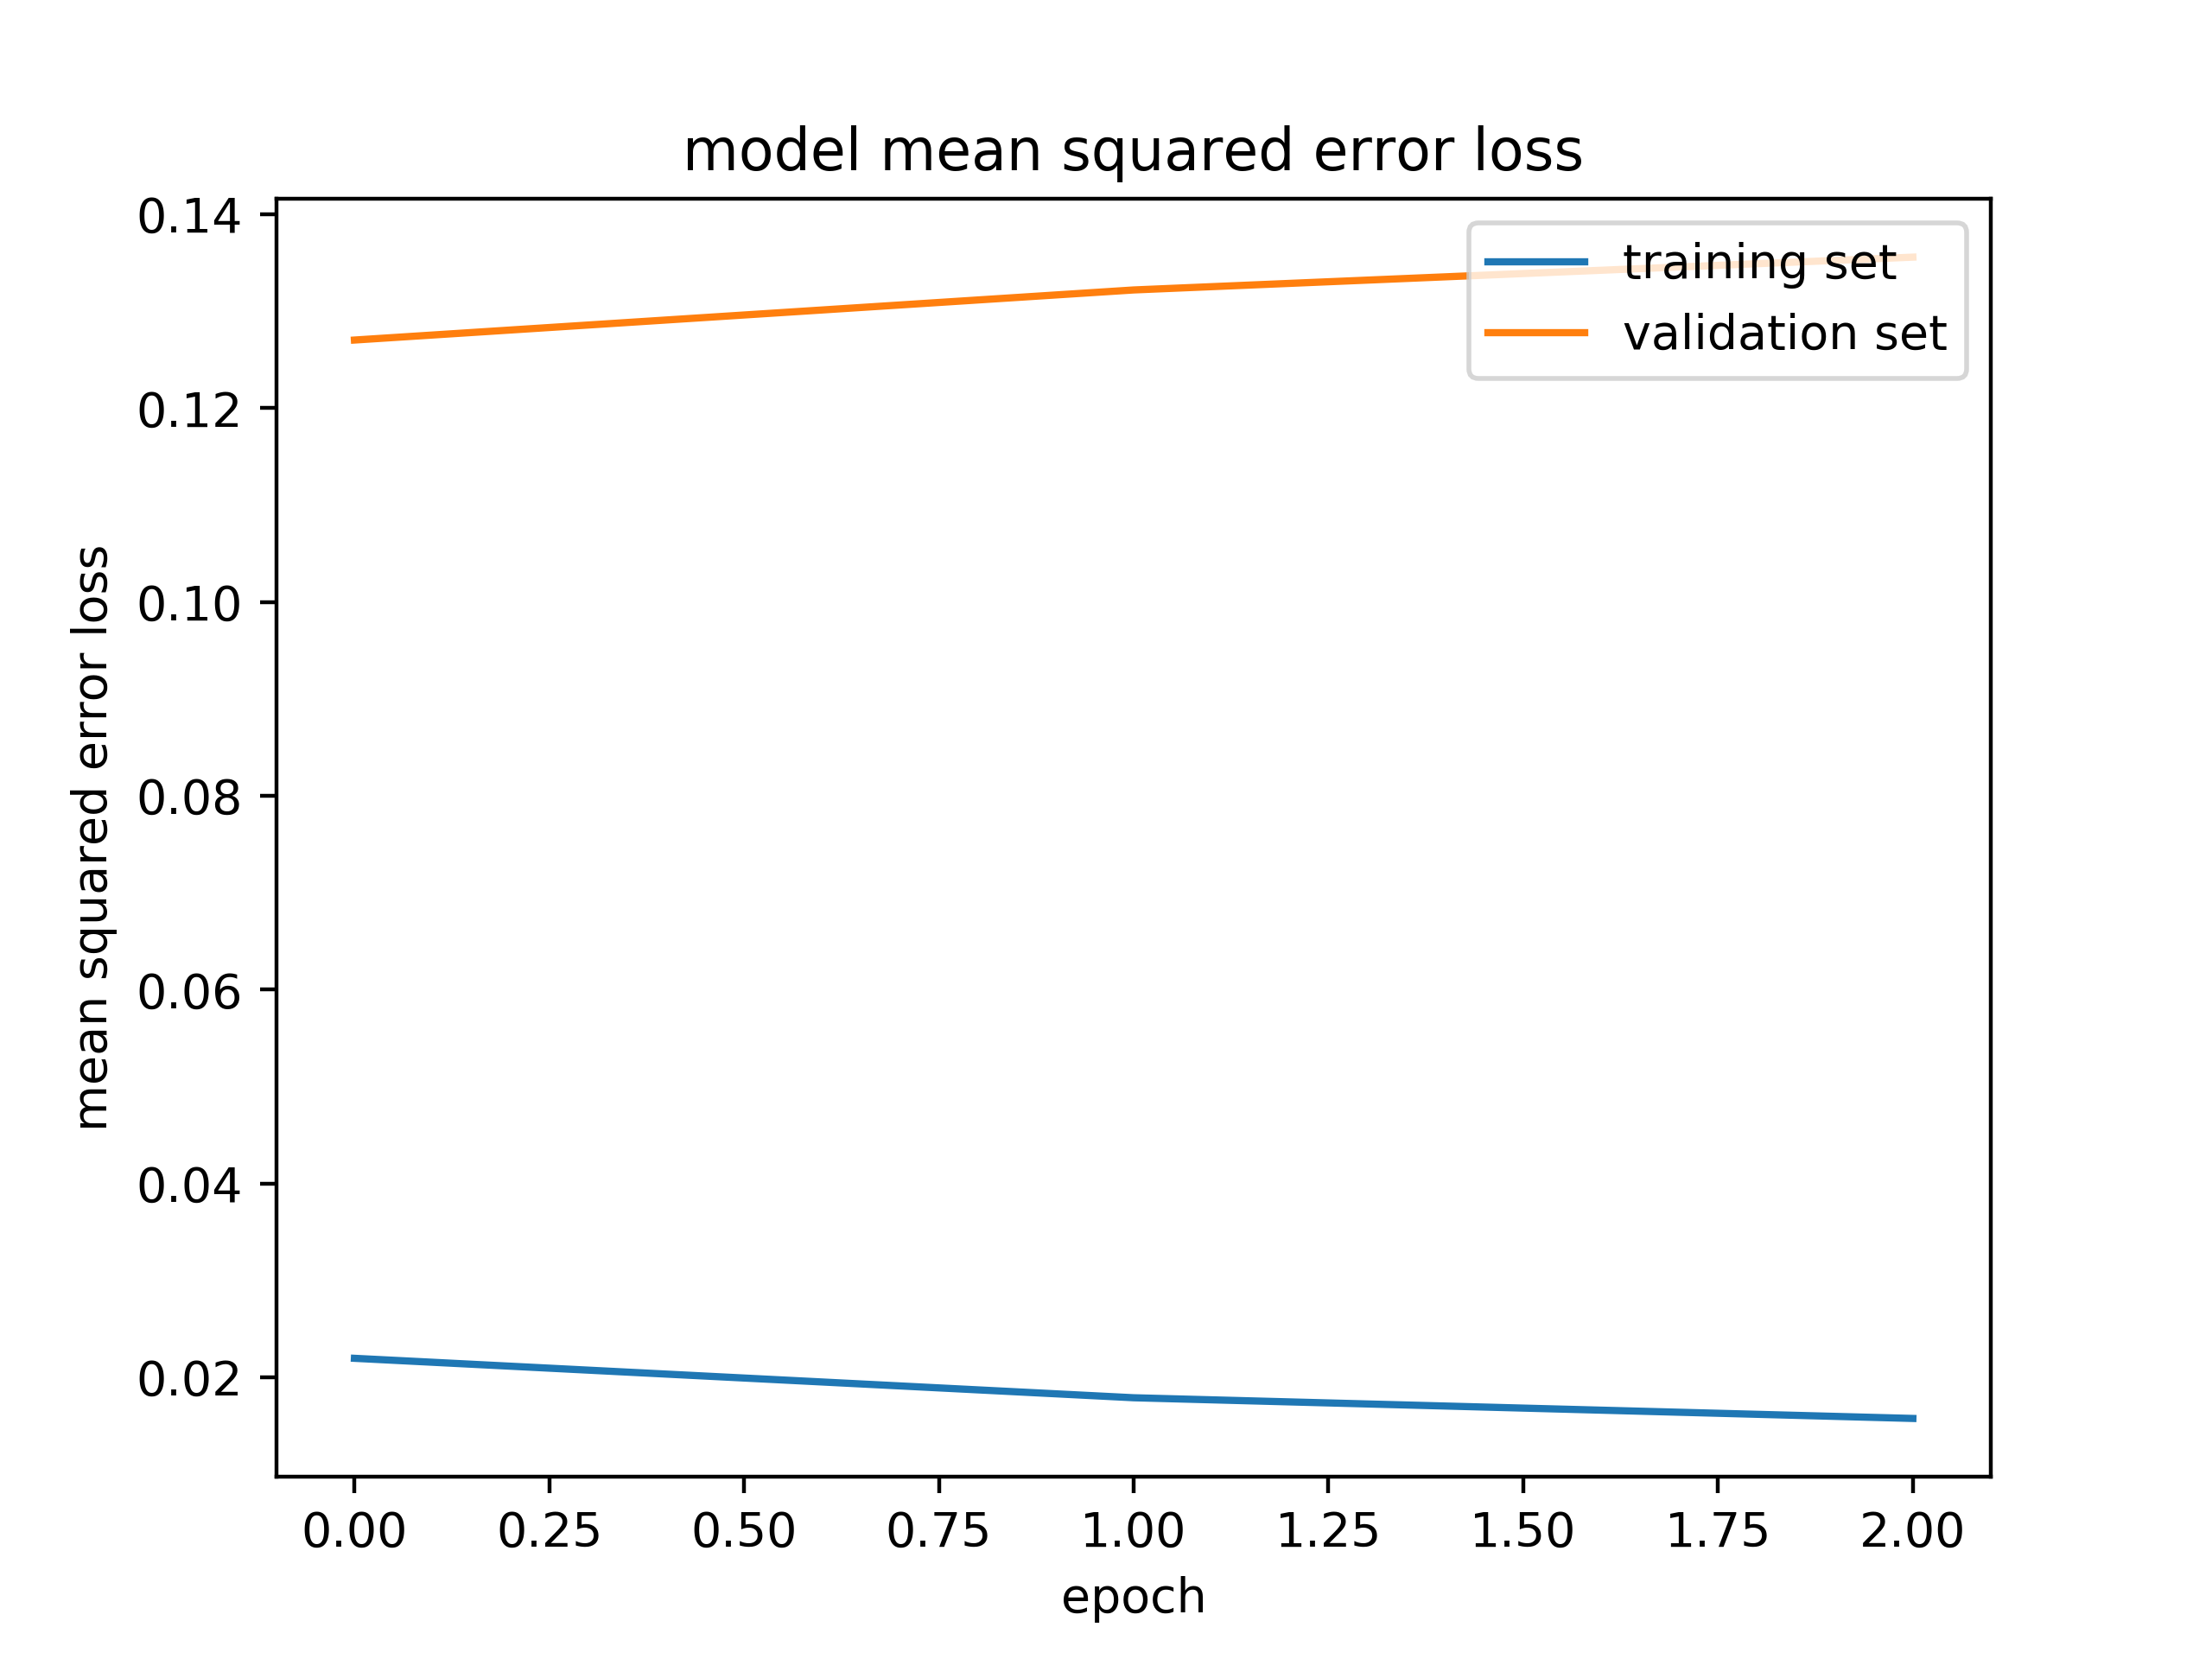 model mean squared error loss
training set
validation set
0.14
0.12
0.10
0.08
0.06
0.04
0.02
mean squared error loss
0.00 0.25 0.50 0.75 1.00 1.25 1.50 1.75 2.00
epoch